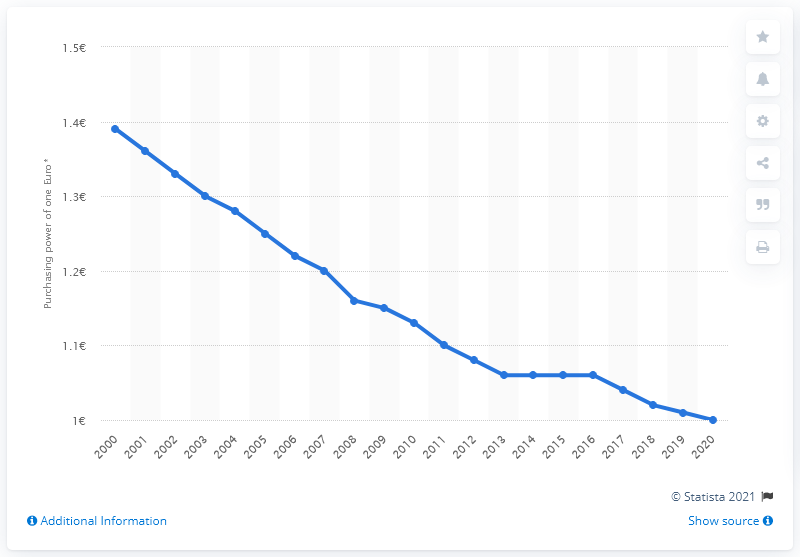 1.5€
1.4€
1.3€
1.2€
1.1€
1€
Purchasing power of one Euro*
2000 2001 2002 2003 2004 2005 2006 2007 2008 2009 2010 2011 2012 2013 2014 2015 2016 2017 2018 2019 2020
© Statista 2021
Additional Information
Show source